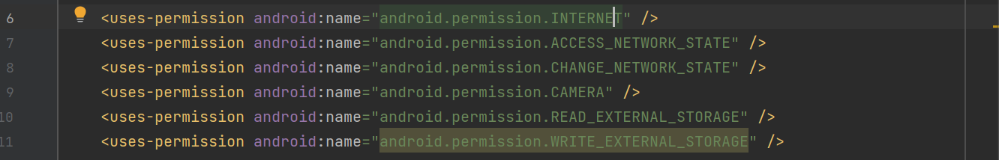 6 <uses-permission android:name="android.permission.INTERNET" />
7 <uses-permission android:name="android.permission.ACCESS_NETWORK_STATE" />
8 <uses-permission android:name="android.permission.CHANGE_NETWORK_STATE" />
9 <uses-permission android:name="android.permission.CAMERA" />
10 <uses-permission android:name="android.permission.READ_EXTERNAL_STORAGE" />
11 <uses-permission android:name="android.permission.WRITE_EXTERNAL_STORAGE" />